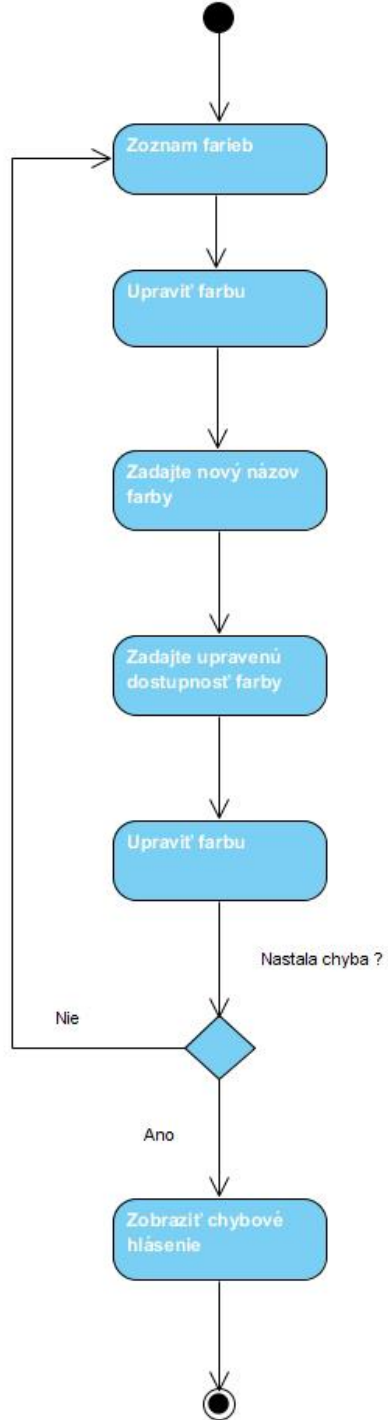 Zoznam farieb
Upraviť farbu
Zadajte nový názov
farby
Zadajte upravenú
dostupnosť farby
Upraviť farbu
Nastala chyba ?
Nie
Ano
Zobraziť chybové
hlásenie